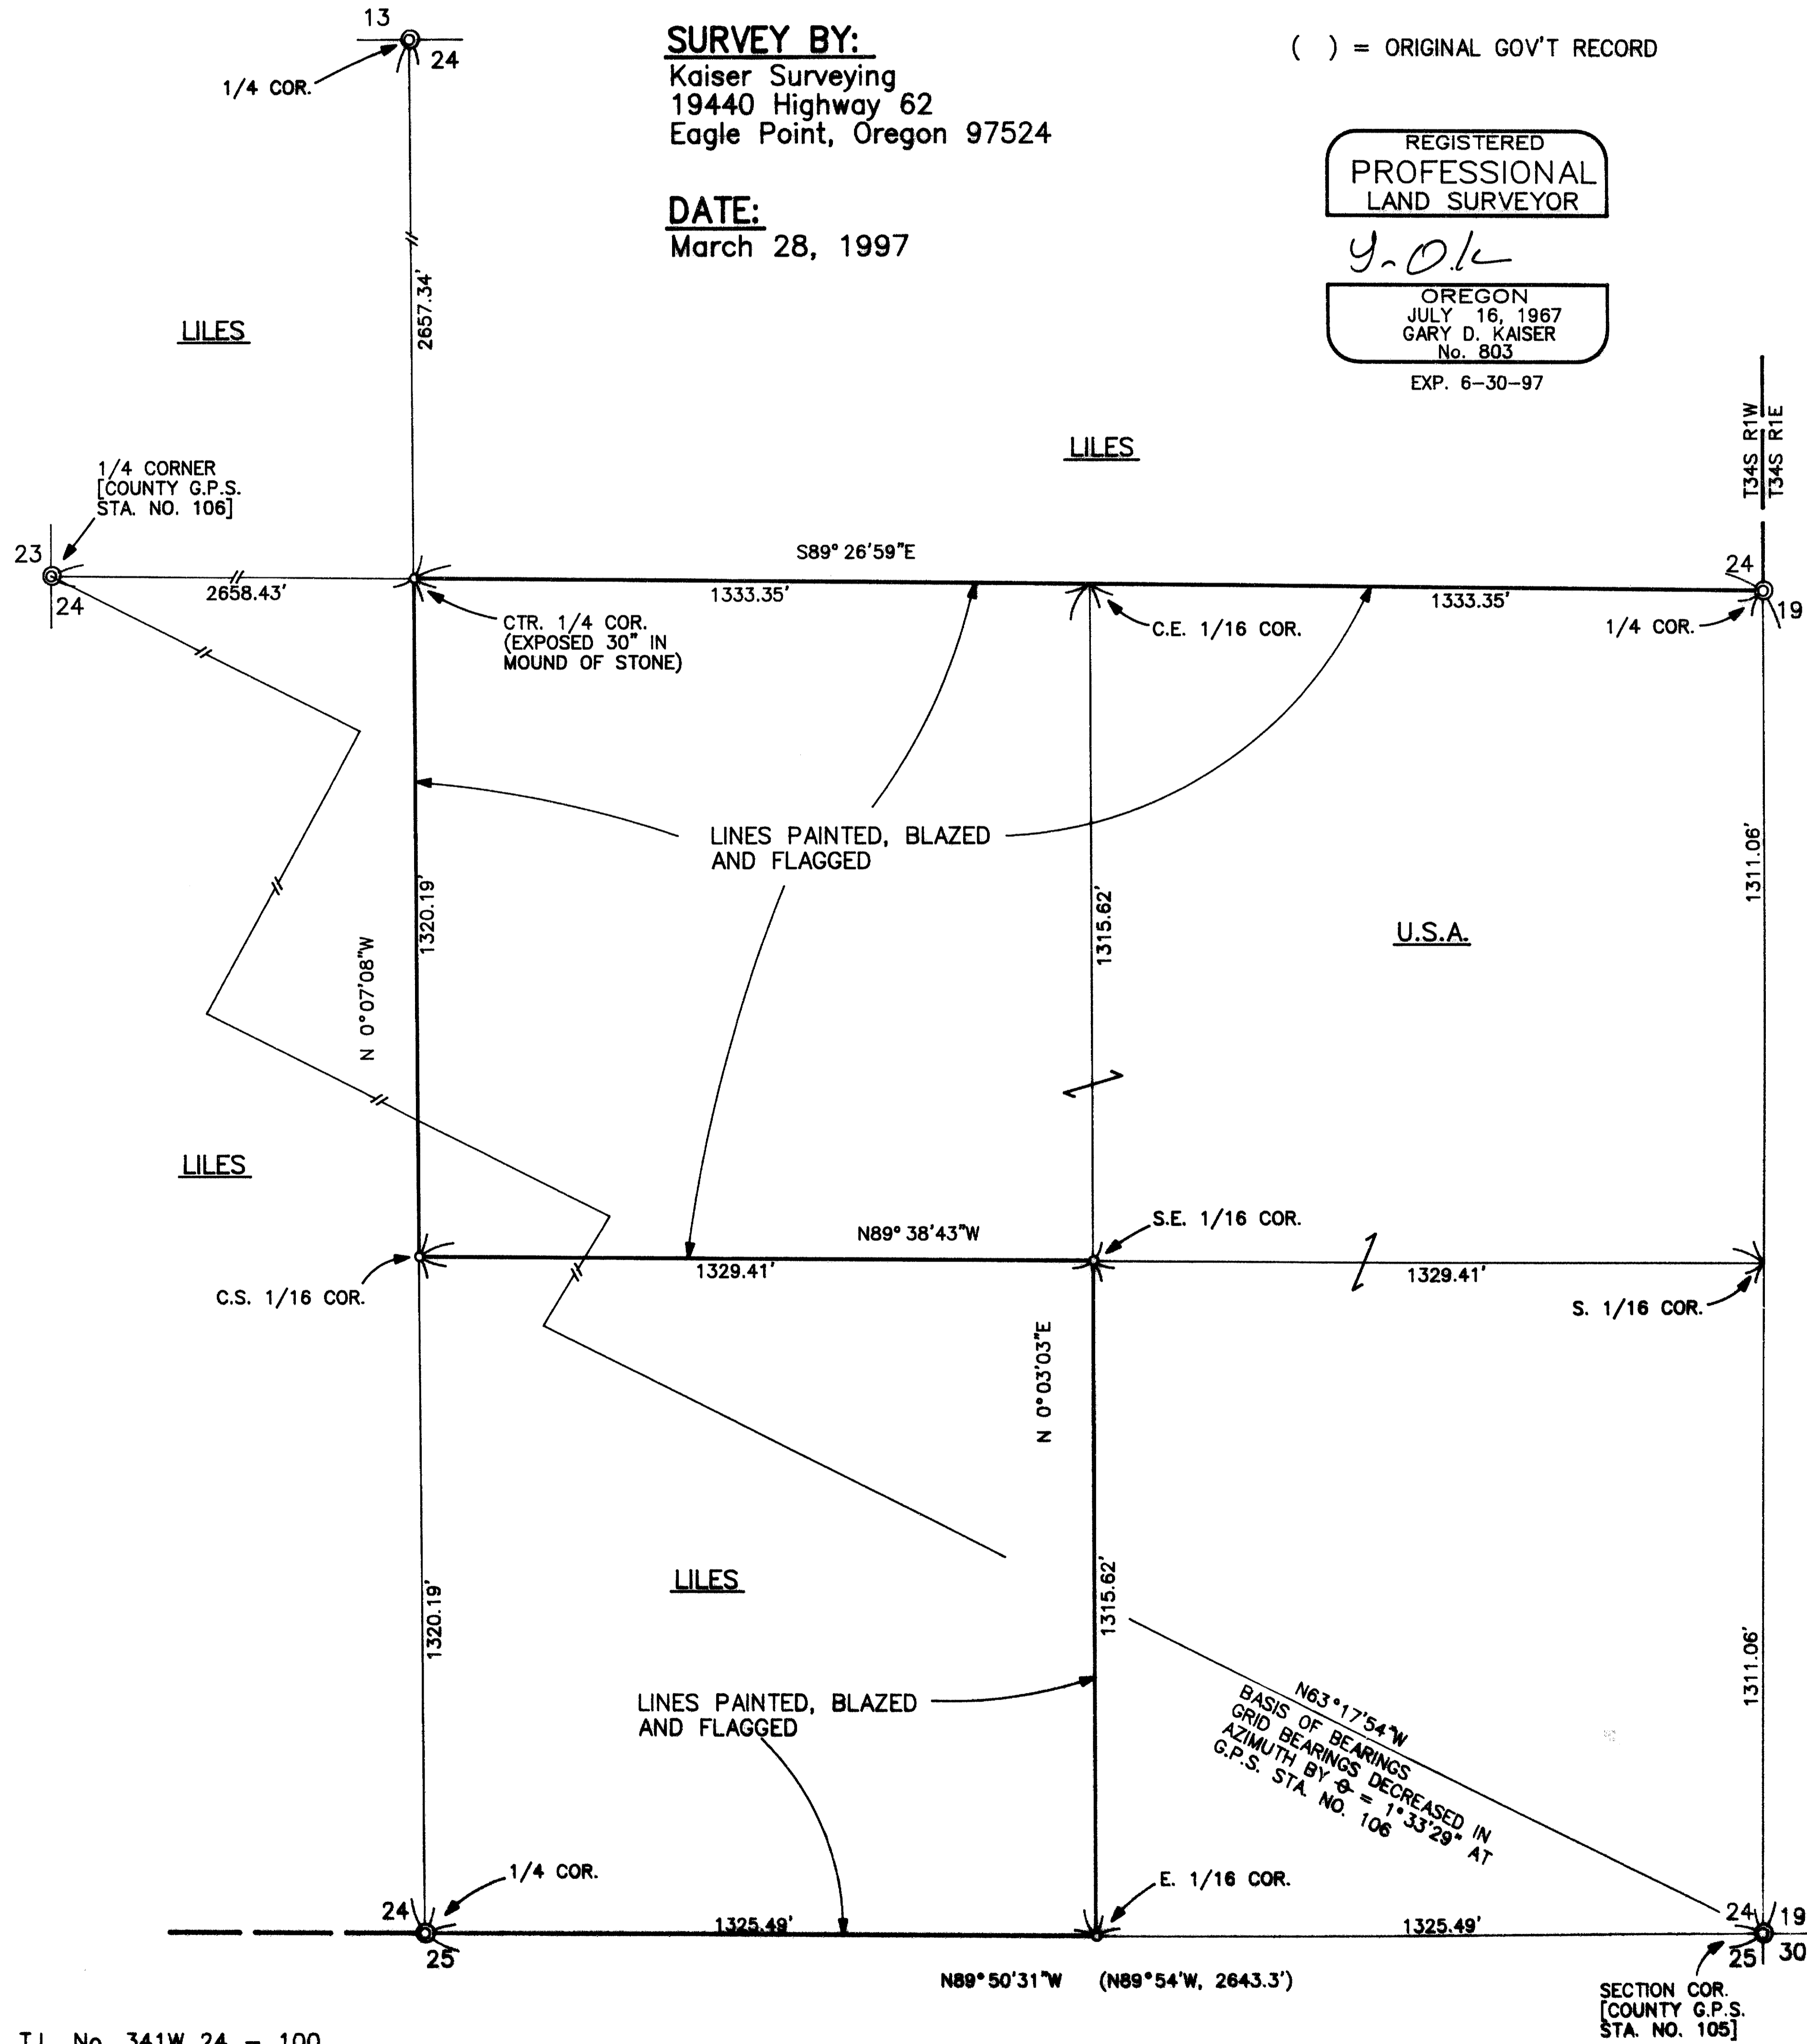 13
24
1/4 COR.
SURVEY BY:
Kaiser Surveying
19440 Highway 62
Eagle Point, Oregon 97524
DATE:
March 28, 1997
( ) = ORIGINAL GOV'T RECORD
REGISTERED
PROFESSIONAL
LAND SURVEYOR
OREGON
JULY 16, 1967
GARY D. KAISER
No. 803
EXP. 6-30-97
2657.34'
LILES
LILES
T34S R1W
T34S R1E
1/4 CORNER
[COUNTY G.P.S.
STA. NO. 106]
23
24
2658.43'
S89° 26'59"E
1333.35'
1333.35'
24
19
CTR. 1/4 COR.
(EXPOSED 30" IN
MOUND OF STONE)
C.E. 1/16 COR.
1/4 COR.
LINES PAINTED, BLAZED
AND FLAGGED
1320.19'
N 0°07'08"W
1315.62'
1311.06'
U.S.A.
LILES
N89° 38'43"W
1329.41'
S.E. 1/16 COR.
1329.41'
C.S. 1/16 COR.
S. 1/16 COR.
N 0°03'03"E
LILES
1320.19'
1315.62'
1311.06'
LINES PAINTED, BLAZED
AND FLAGGED
N63°17'54"W
BASIS OF BEARINGS
GRID BEARINGS DECREASED IN
AZIMUTH BY θ = 1°33'29" AT
G.P.S. STA. NO. 106
1/4 COR.
E. 1/16 COR.
24
25
1325.49'
1325.49'
24
19
25
30
N89°50'31"W (N89°54'W, 2643.3')
SECTION COR.
[COUNTY G.P.S.
STA. NO. 105]
T.L. No. 341W 24 - 100